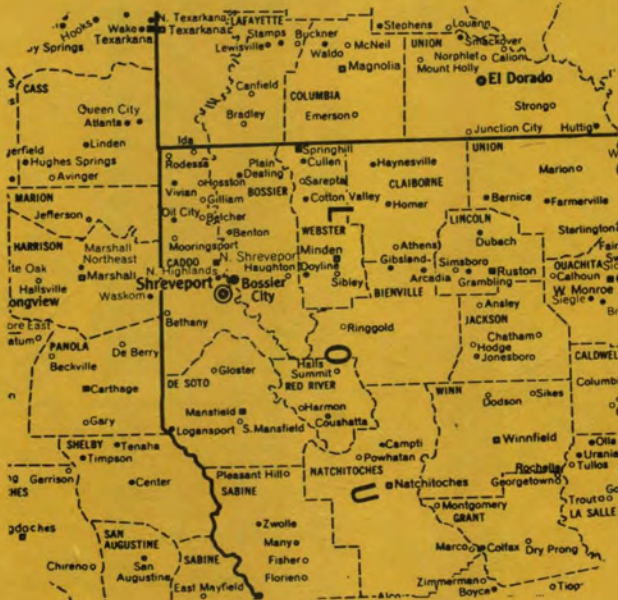 Hooks
N. Texarkana
Wake
Texarkana
Texarkana
by Springs
LAFAYETTE
Stamps
Lewisville
Buckner
Waldo
McNeil
Magnolia
Stephens
Louann
Smackover
UNION
Norphlet
Calion
Mount Holly
El Dorado
CASS
Canfield
COLUMBIA
Queen City
Atlanta
Bradley
Emerson
Strong
Linden
Ida
Junction City
Huttig
Hughes Springs
Rodessa
Plain
Dealing
Springhill
Cullen
Haynesville
UNION
Marion
Avinger
Vivian
Hosston
BOSSIER
Sarepta
CLAIBORNE
MARION
Gilliam
Cotton Valley
Homer
Bernice
Farmerville
Jefferson
Oil City
Belcher
L
LINCOLN
HARRISON
Benton
WEBSTER
Dubach
Sterlington
Marshall
Northeast
Mooringsport
Minden
Athens
CADDO
N. Shrevepor
Gibsland
Simsboro
OUACHITA
Marshall
N. Highlands
Haughton
Doyline
Arcadia
Grambling
Ruston
Calhoun
Hallsville
Shreveport
Bossier
City
Sibley
BIENVILLE
W. Monroe
ongview
Waskom
Siegle
Ansley
Bethany
Ringgold
JACKSON
PANOLA
Chatham
De Berry
O
Hodge
Beckville
Jonesboro
CALDWEL
DE SOTO
Gloster
Halls
Summit
RED RIVER
WINN
Columbi
Carthage
Dodson
Sikes
Mansfield
Harmon
Gary
Logansport
S. Mansfield
Coushatta
Winnfield
SHELBY
Tenaha
Campti
Olla
Timpson
Powhatan
Urania
Pleasant Hill
NATCHITOCHES
Rochelle
Tullos
Garrison
Center
SABINE
U
Natchitoches
Georgetown
Trout
Montgomery
LA SALLE
GRANT
gdoches
SAN
AUGUSTINE
Zwolle
Many
Marco
Colfax
Dry Prong
Chireno
San
Augustine
SABINE
Fisher
Florien
Zimmerman
East Mayfield
Boyce